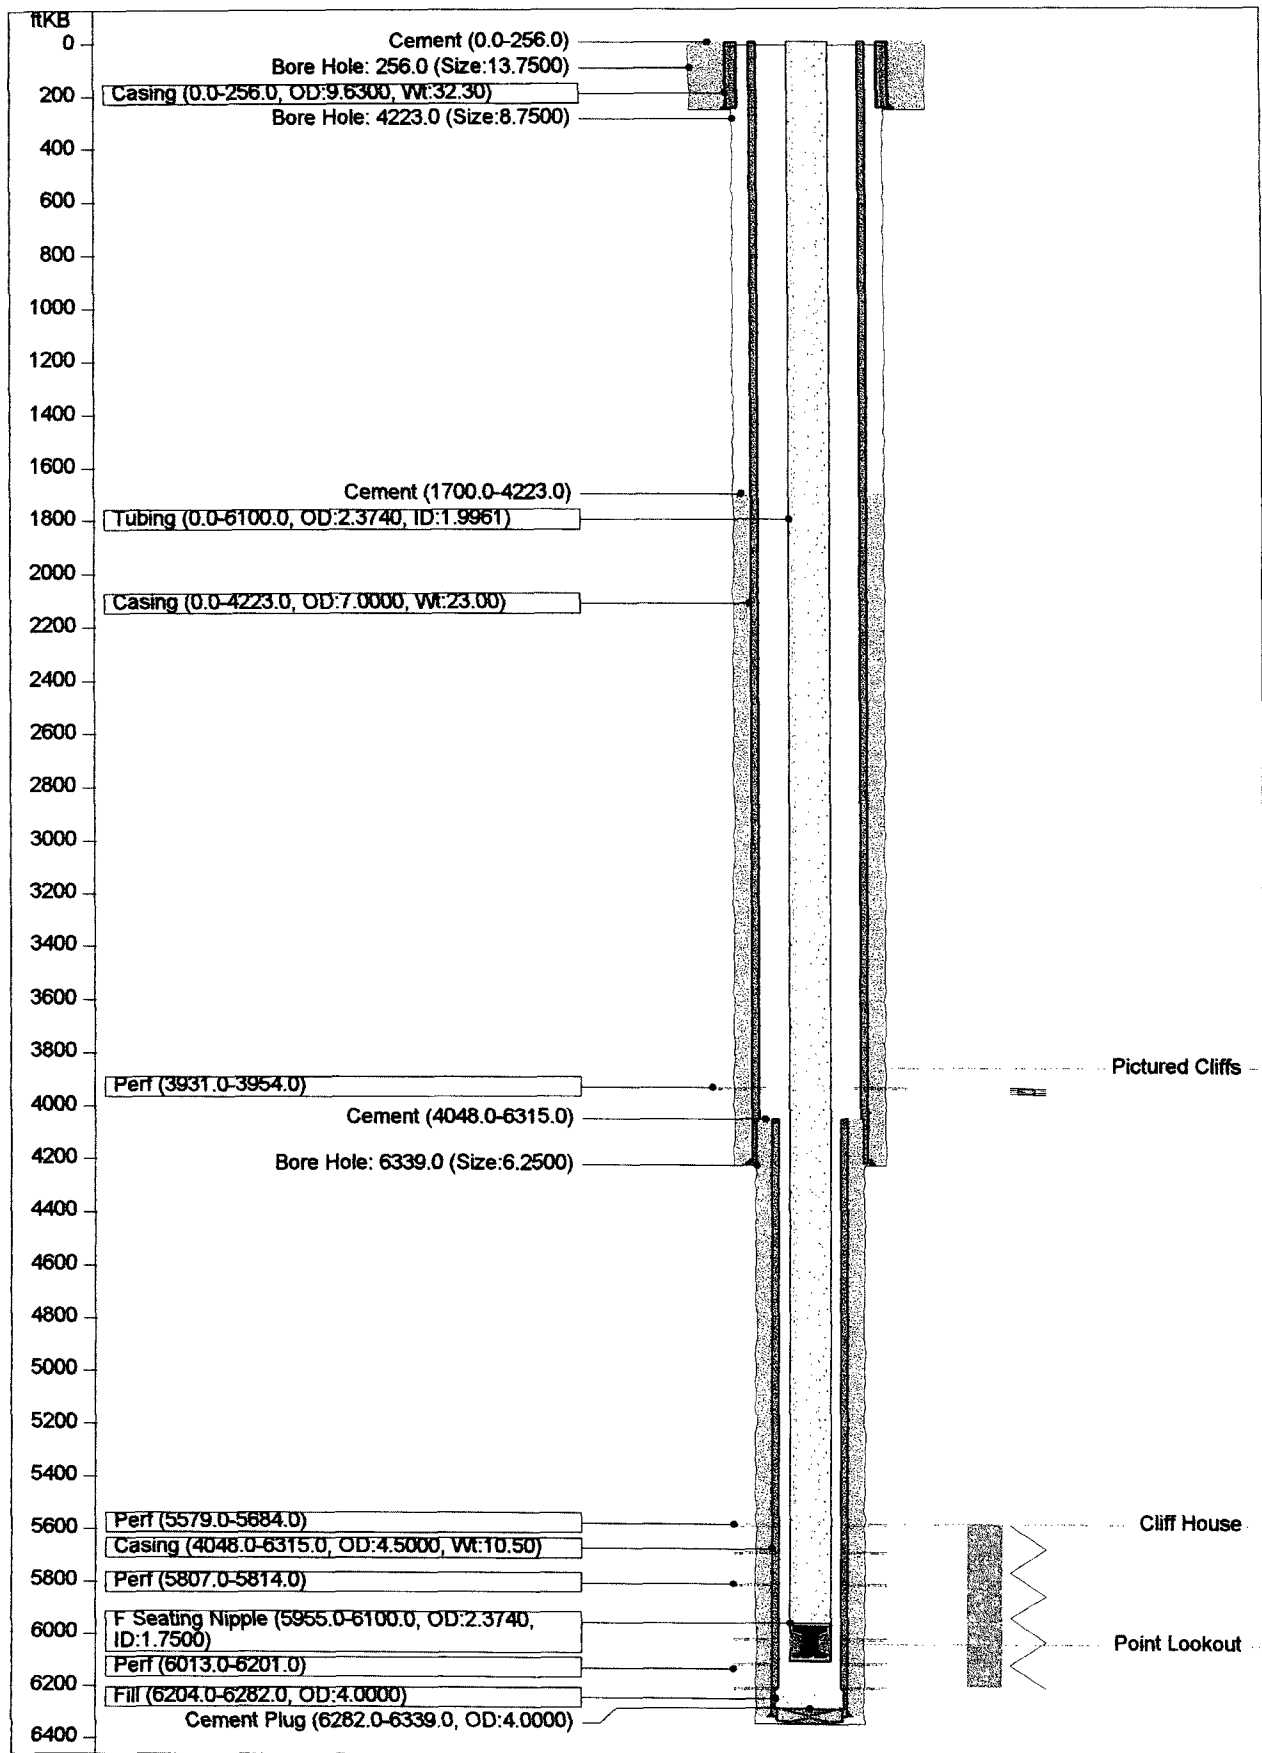 ftKB
0
Cement (0.0-256.0)
Bore Hole: 256.0 (Size:13.7500)
200
Casing (0.0-256.0, OD:9.6300, Wt:32.30)
Bore Hole: 4223.0 (Size:8.7500)
400
600
800
1000
1200
1400
1600
Cement (1700.0-4223.0)
1800
Tubing (0.0-6100.0, OD:2.3740, ID:1.9961)
2000
Casing (0.0-4223.0, OD:7.0000, Wt:23.00)
2200
2400
2600
2800
3000
3200
3400
3600
3800
Pictured Cliffs
Perf (3931.0-3954.0)
4000
Cement (4048.0-6315.0)
4200
Bore Hole: 6339.0 (Size:6.2500)
4400
4600
4800
5000
5200
5400
Perf (5579.0-5684.0)
Cliff House
5600
Casing (4048.0-6315.0, OD:4.5000, Wt:10.50)
5800
Perf (5807.0-5814.0)
F Seating Nipple (5955.0-6100.0, OD:2.3740,
ID:1.7500)
6000
Point Lookout
Perf (6013.0-6201.0)
6200
Fill (6204.0-6282.0, OD:4.0000)
Cement Plug (6282.0-6339.0, OD:4.0000)
6400